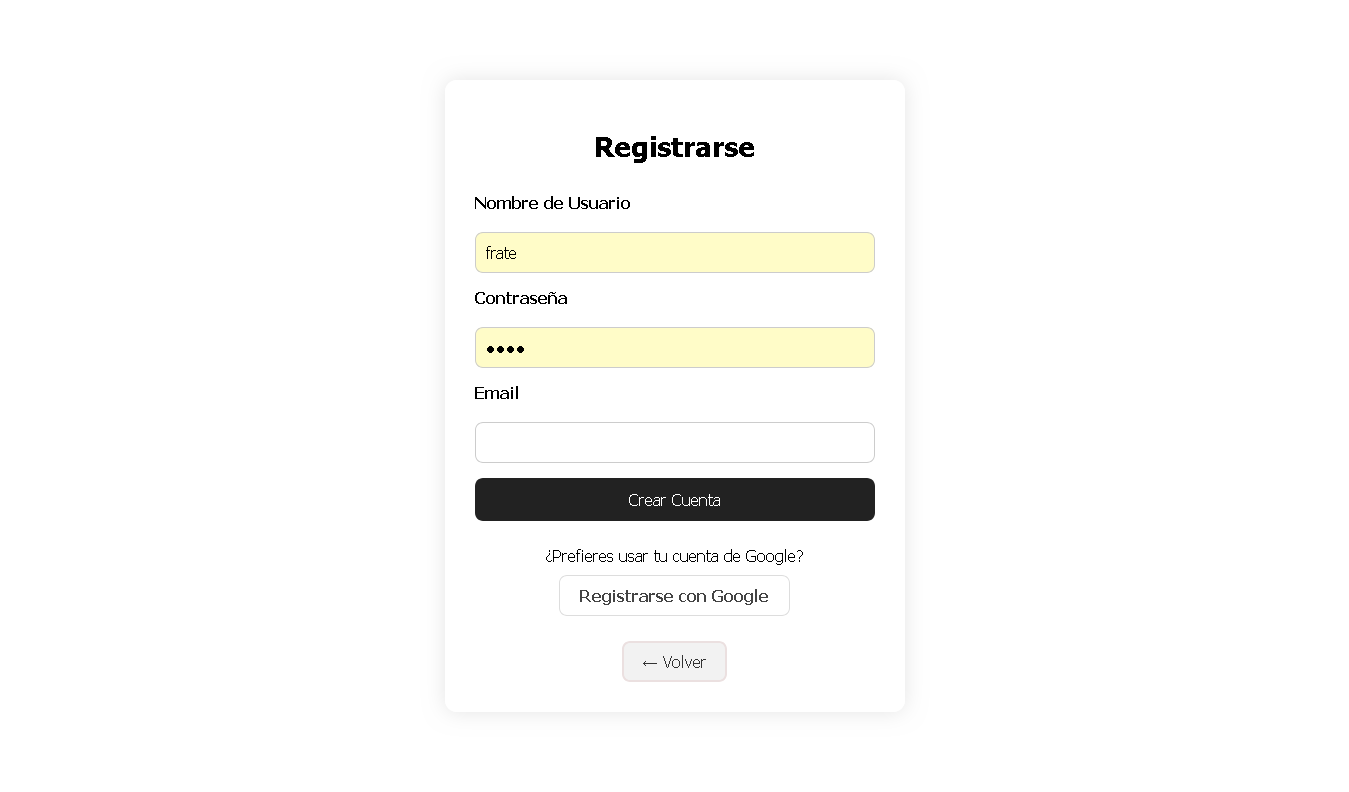 Registrarse
Nombre de Usuario
frate
Contraseña
••••
Email
Crear Cuenta
¿Prefieres usar tu cuenta de Google?
Registrarse con Google
← Volver